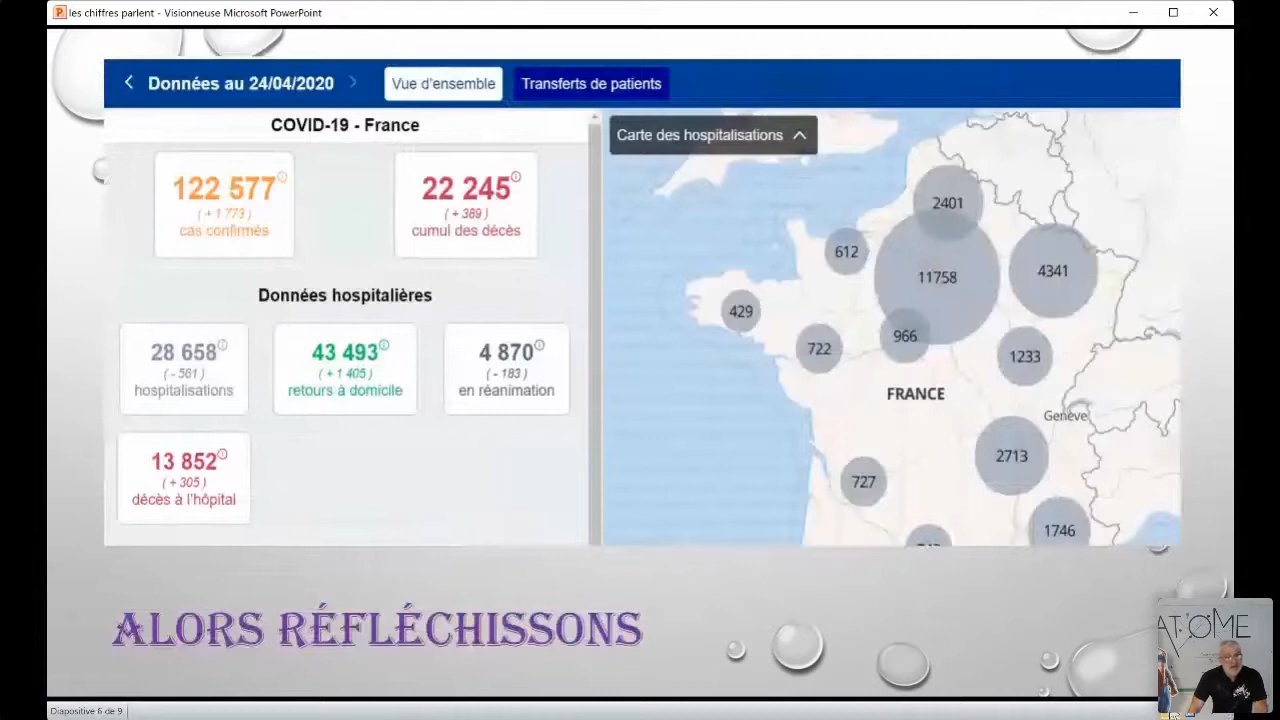 les chiffres parlent - Visionneuse Microsoft PowerPoint
Données au 24/04/2020
Vue d'ensemble
Transferts de patients
COVID-19 - France
122 577
( + 1 773 )
cas confirmés
22 245
( + 389 )
cumul des décès
Données hospitalières
28 658
( - 561 )
hospitalisations
43 493
( + 1 405 )
retours à domicile
4 870
( - 183 )
en réanimation
13 852
( + 305 )
décès à l'hôpital
Carte des hospitalisations
2401
612
11758
4341
429
966
722
1233
FRANCE
Genève
2713
727
1746
ALORS RÉFLÉCHISSONS
ATOME
Diapositive 6 de 9